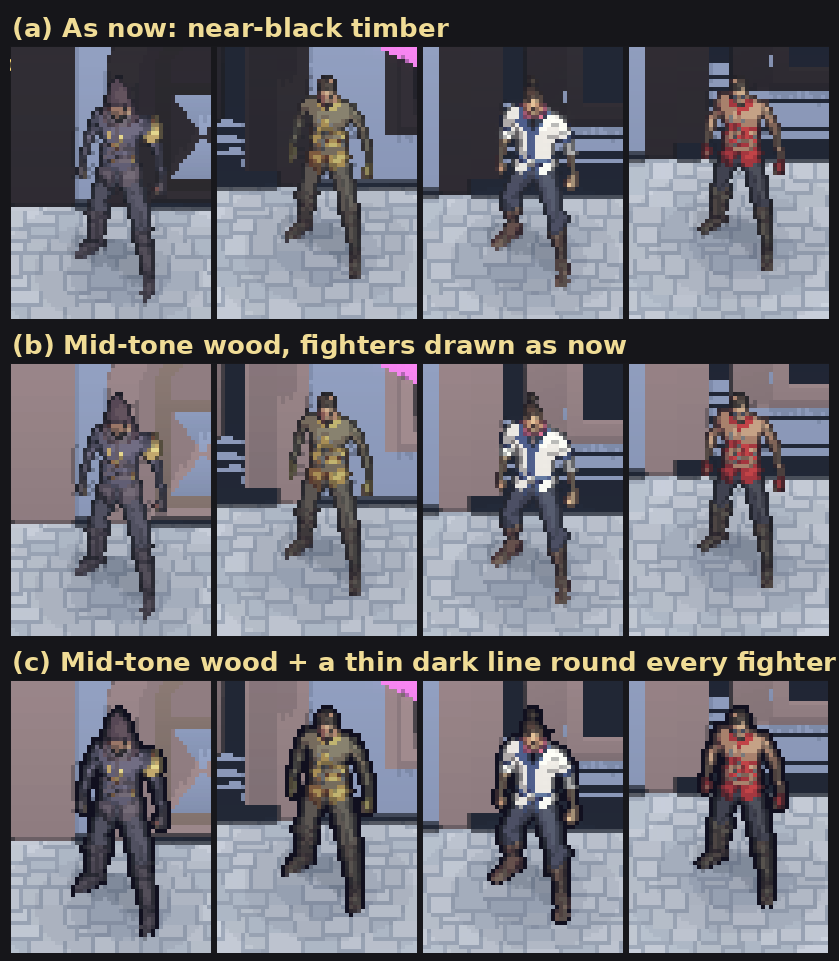 (a) As now: near-black timber
(b) Mid-tone wood, fighters drawn as now
(c) Mid-tone wood + a thin dark line round every fighter